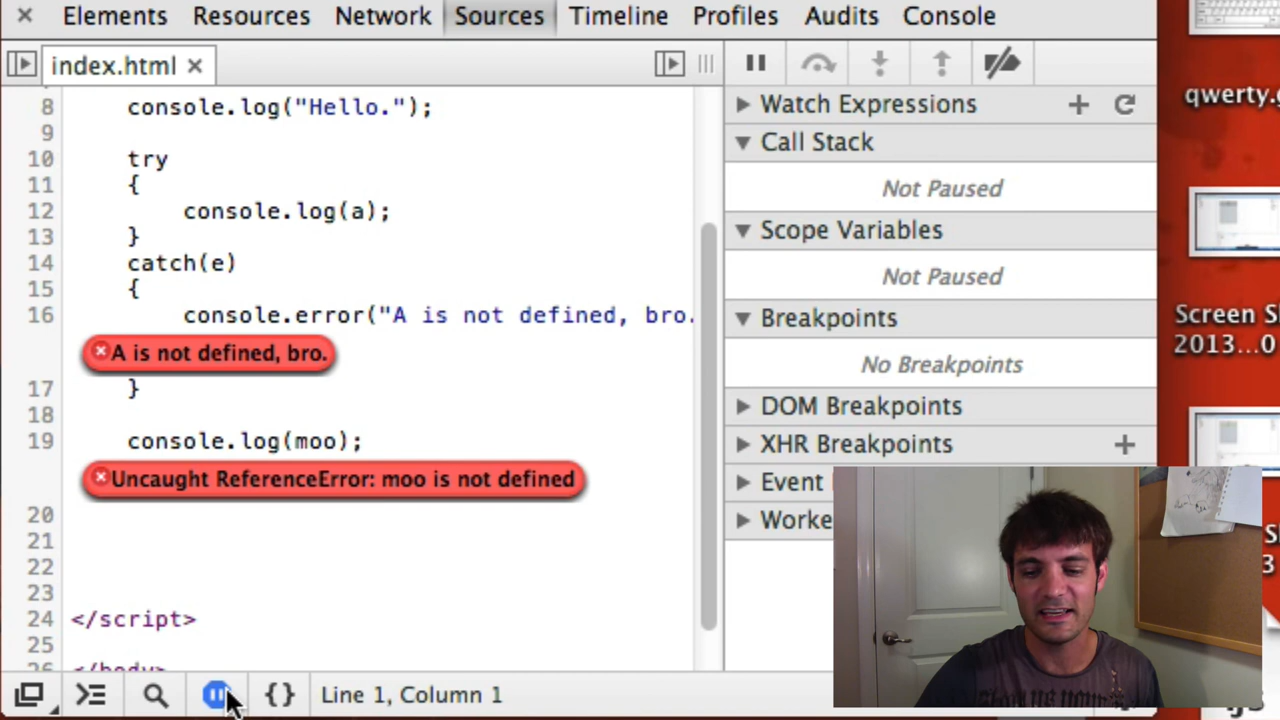 Elements Resources Network Sources Timeline Profiles Audits Console
index.html
8 console.log("Hello.");
9
10 try
11 {
12 console.log(a);
13 }
14 catch(e)
15 {
16 console.error("A is not defined, bro.
A is not defined, bro.
17 }
18
19 console.log(moo);
Uncaught ReferenceError: moo is not defined
20
21
22
23
24 </script>
25
26 </body>
Line 1, Column 1
Watch Expressions
Call Stack
Not Paused
Scope Variables
Not Paused
Breakpoints
No Breakpoints
DOM Breakpoints
XHR Breakpoints
Event
Worke
qwerty.g
Screen S
2013...0